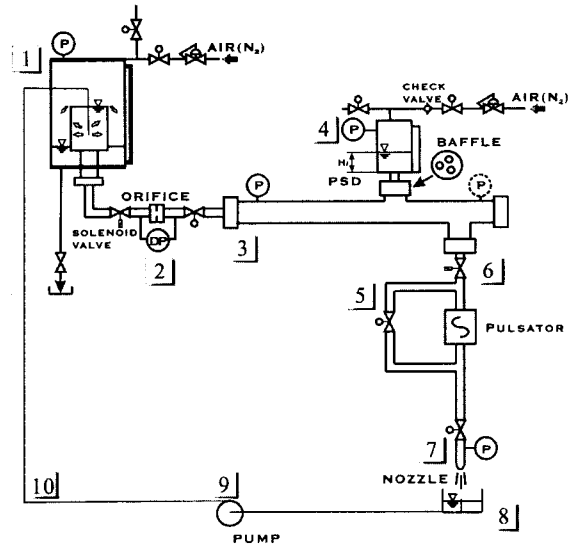 AIR(N₂)
1
P
CHECK
VALVE
AIR(N₂)
4
P
BAFFLE
Hₗ
PSD
P
P
ORIFICE
SOLENOID
VALVE
DP
2
3
6
5
PULSATOR
7
P
NOZZLE
10
9
8
PUMP